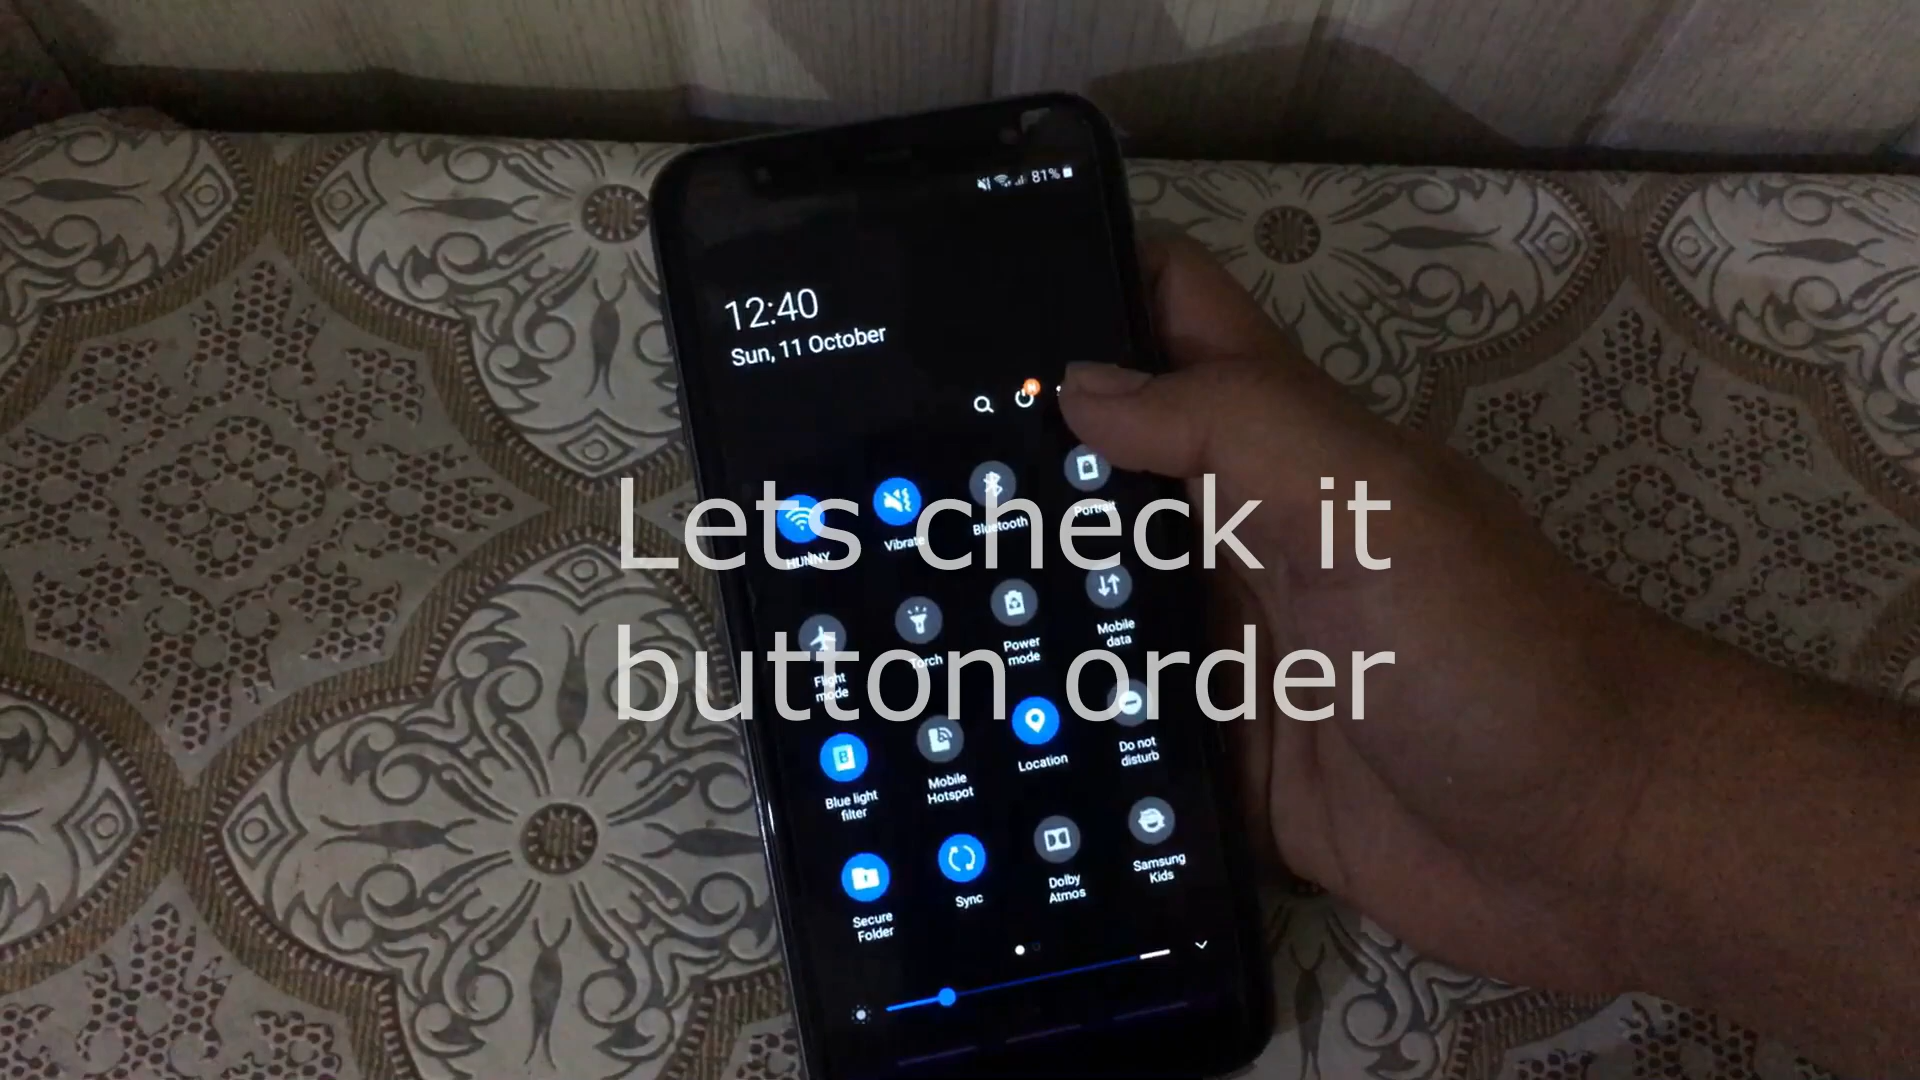 81%
12:40
Sun, 11 October
N
HUNNY
Vibrate
Bluetooth
Portrait
Lets check it
Flight
mode
Torch
Power
mode
Mobile
data
button order
Blue light
filter
Mobile
Hotspot
Location
Do not
disturb
Secure
Folder
Sync
Dolby
Atmos
Samsung
Kids